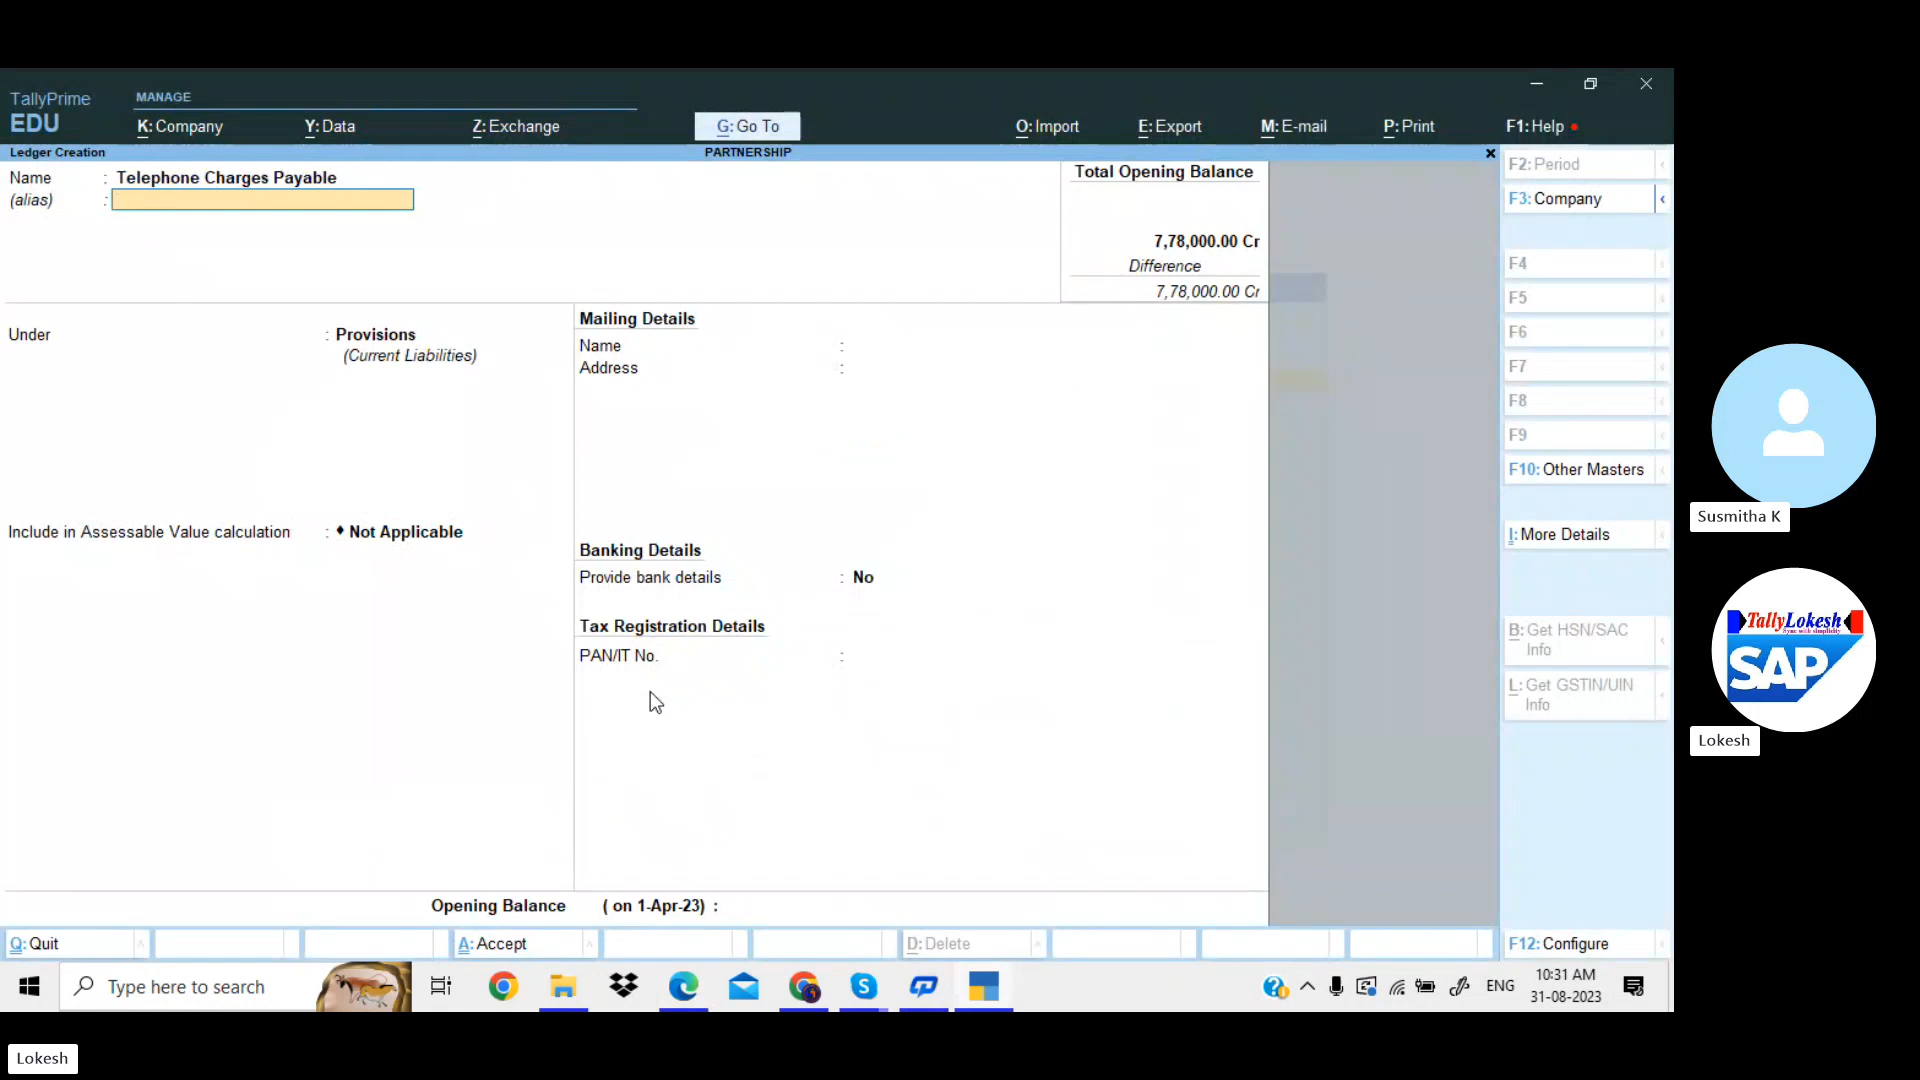 TallyPrime
EDU
MANAGE
K: Company
Y: Data
Z: Exchange
G: Go To
O: Import
E: Export
M: E-mail
P: Print
F1: Help
Ledger Creation
PARTNERSHIP
Name : Telephone Charges Payable
(alias) :
Total Opening Balance
7,78,000.00 Cr
Difference
7,78,000.00 Cr
Under : Provisions
(Current Liabilities)
Include in Assessable Value calculation : ♦ Not Applicable
Mailing Details
Name :
Address :
Banking Details
Provide bank details : No
Tax Registration Details
PAN/IT No. :
Opening Balance ( on 1-Apr-23) :
F2: Period
F3: Company
F4
F5
F6
F7
F8
F9
F10: Other Masters
I: More Details
B: Get HSN/SAC
Info
L: Get GSTIN/UIN
Info
F12: Configure
Q: Quit
A: Accept
D: Delete
Type here to search
ENG
10:31 AM
31-08-2023
Susmitha K
TallyLokesh
Sync with simplicity
SAP
Lokesh
Lokesh